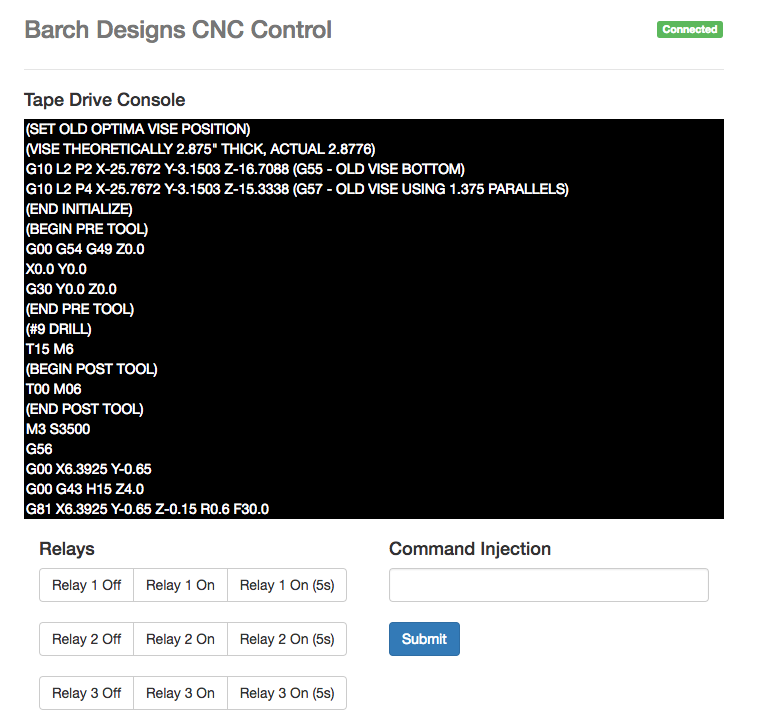 Barch Designs CNC Control
Connected
Tape Drive Console
(SET OLD OPTIMA VISE POSITION)
(VISE THEORETICALLY 2.875" THICK, ACTUAL 2.8776)
G10 L2 P2 X-25.7672 Y-3.1503 Z-16.7088 (G55 - OLD VISE BOTTOM)
G10 L2 P4 X-25.7672 Y-3.1503 Z-15.3338 (G57 - OLD VISE USING 1.375 PARALLELS)
(END INITIALIZE)
(BEGIN PRE TOOL)
G00 G54 G49 Z0.0
X0.0 Y0.0
G30 Y0.0 Z0.0
(END PRE TOOL)
(#9 DRILL)
T15 M6
(BEGIN POST TOOL)
T00 M06
(END POST TOOL)
M3 S3500
G56
G00 X6.3925 Y-0.65
G00 G43 H15 Z4.0
G81 X6.3925 Y-0.65 Z-0.15 R0.6 F30.0
Relays
Relay 1 Off Relay 1 On Relay 1 On (5s)
Relay 2 Off Relay 2 On Relay 2 On (5s)
Relay 3 Off Relay 3 On Relay 3 On (5s)
Command Injection
Submit